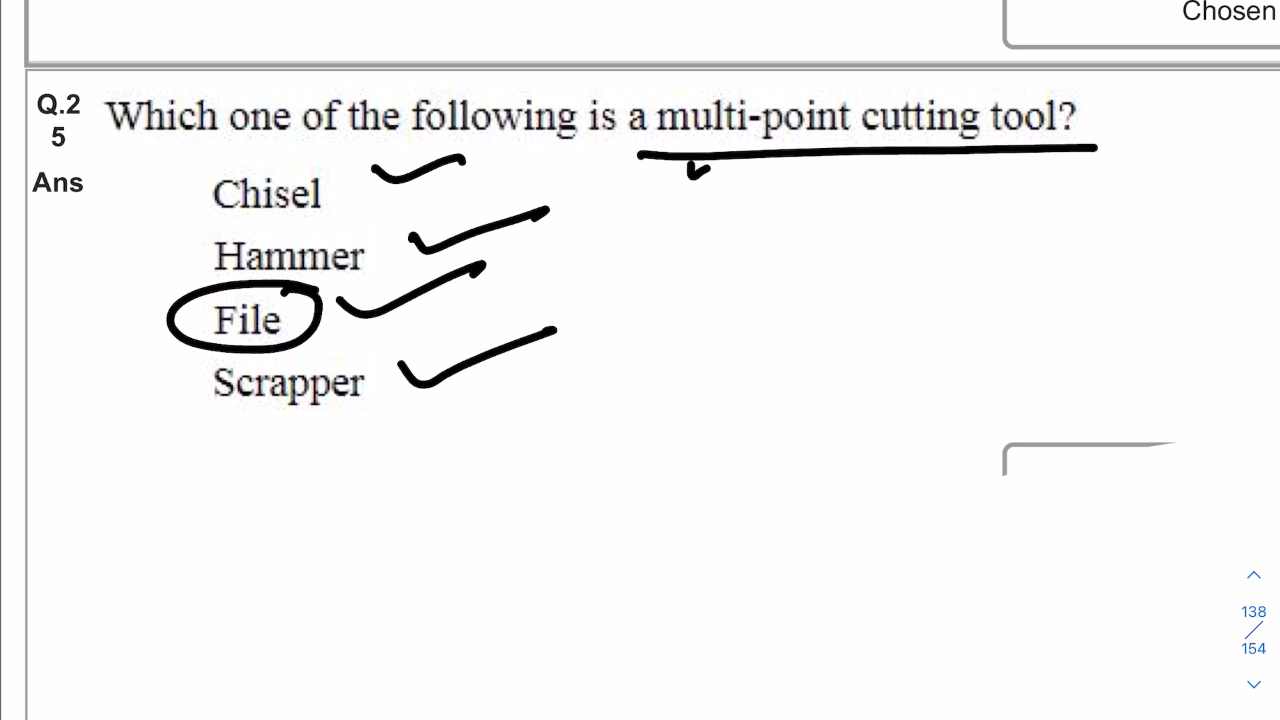 Chosen
Q.2 Which one of the following is a multi-point cutting tool?
5
Ans
Chisel
Hammer
File
Scrapper
138
154